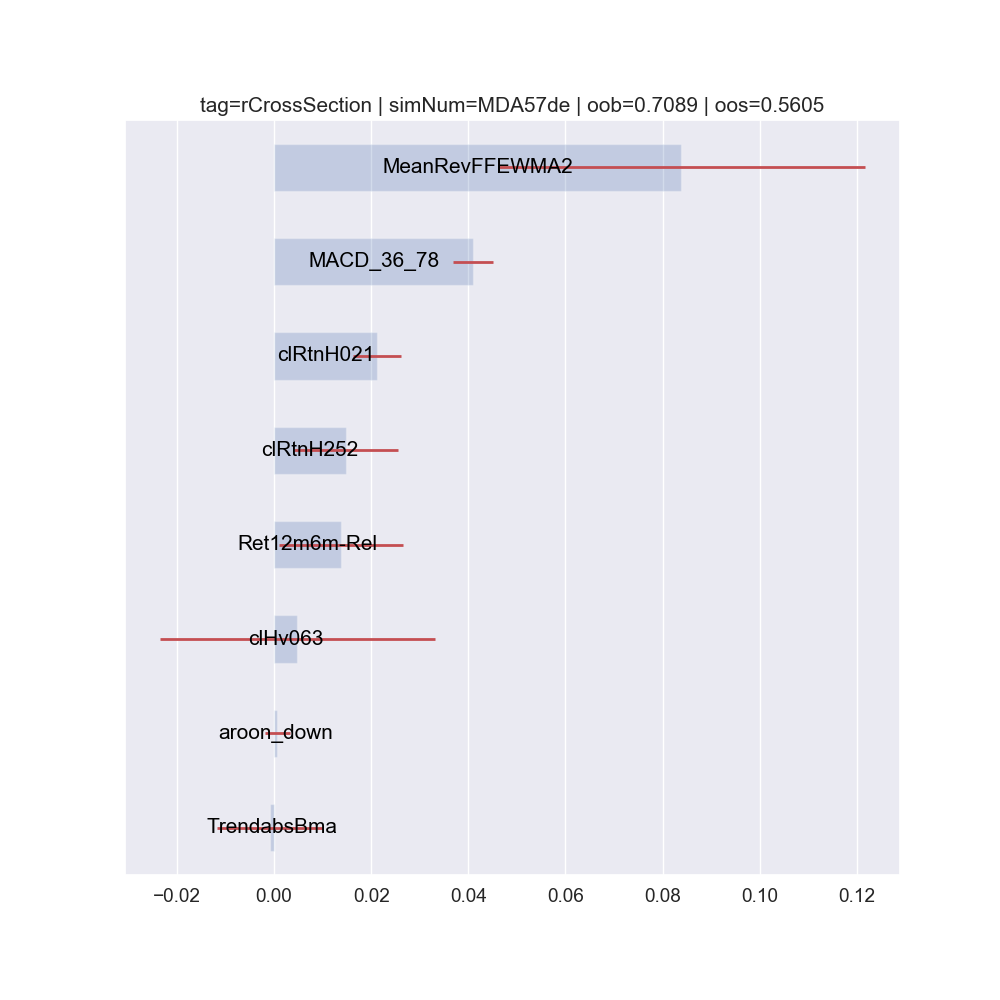 tag=rCrossSection | simNum=MDA57de | oob=0.7089 | oos=0.5605
MeanRevFFEWMA2
MACD_36_78
clRtnH021
clRtnH252
Ret12m6m-Rel
clHv063
aroon_down
TrendabsBma
−0.02 0.00 0.02 0.04 0.06 0.08 0.10 0.12